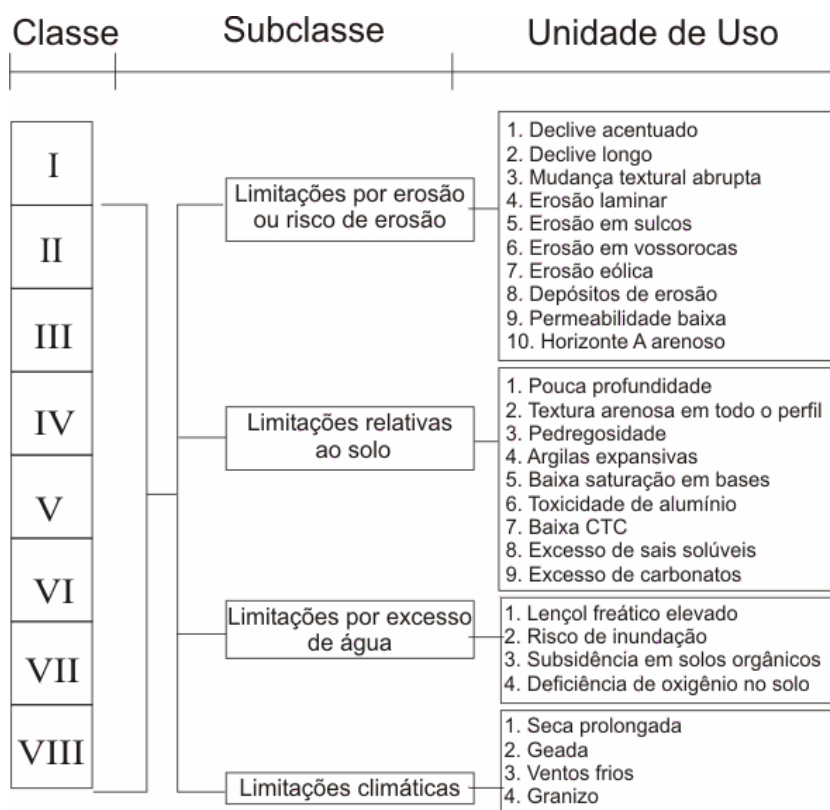 Classe
Subclasse
Unidade de Uso
I
II
III
IV
V
VI
VII
VIII
Limitações por erosão
ou risco de erosão
1. Declive acentuado
2. Declive longo
3. Mudança textural abrupta
4. Erosão laminar
5. Erosão em sulcos
6. Erosão em vossorocas
7. Erosão eólica
8. Depósitos de erosão
9. Permeabilidade baixa
10. Horizonte A arenoso
Limitações relativas
ao solo
1. Pouca profundidade
2. Textura arenosa em todo o perfil
3. Pedregosidade
4. Argilas expansivas
5. Baixa saturação em bases
6. Toxicidade de alumínio
7. Baixa CTC
8. Excesso de sais solúveis
9. Excesso de carbonatos
Limitações por excesso
de água
1. Lençol freático elevado
2. Risco de inundação
3. Subsidência em solos orgânicos
4. Deficiência de oxigênio no solo
Limitações climáticas
1. Seca prolongada
2. Geada
3. Ventos frios
4. Granizo